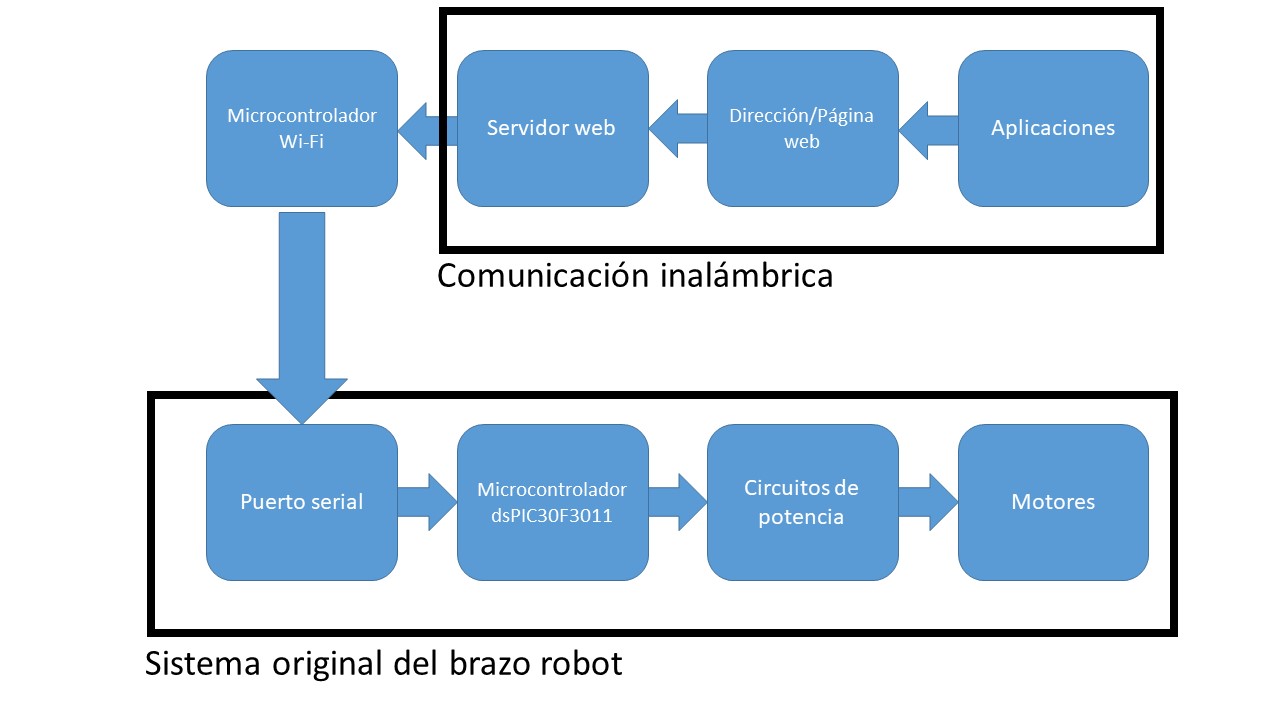 Microcontrolador
Wi-Fi
Servidor web
Dirección/Página
web
Aplicaciones
Comunicación inalámbrica
Puerto serial
Microcontrolador
dsPIC30F3011
Circuitos de
potencia
Motores
Sistema original del brazo robot